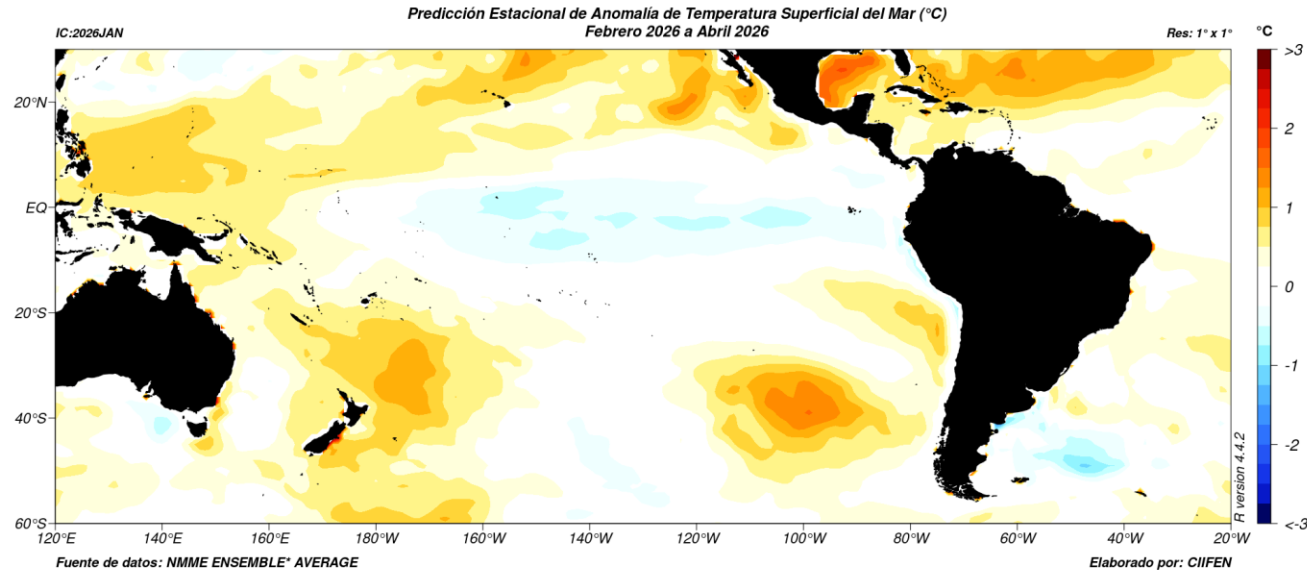 Predicción Estacional de Anomalía de Temperatura Superficial del Mar (°C)
IC:2026JAN
Febrero 2026 a Abril 2026
Res: 1° x 1°
°C
>3
2
1
0
-1
-2
<-3
20°N
EQ
20°S
40°S
60°S
120°E
140°E
160°E
180°W
160°W
140°W
120°W
100°W
80°W
60°W
40°W
20°W
R version 4.4.2
Fuente de datos: NMME ENSEMBLE* AVERAGE
Elaborado por: CIIFEN